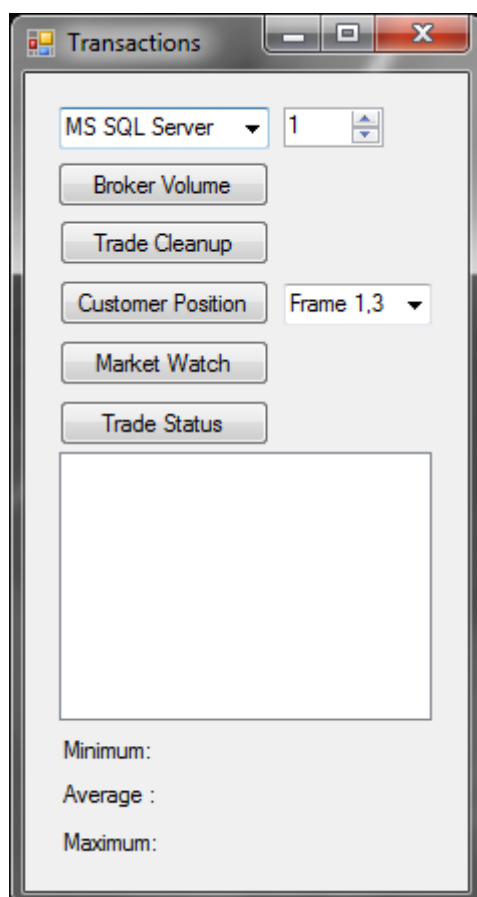 Transactions
MS SQL Server 1
Broker Volume
Trade Cleanup
Customer Position Frame 1,3
Market Watch
Trade Status
Minimum:
Average :
Maximum: